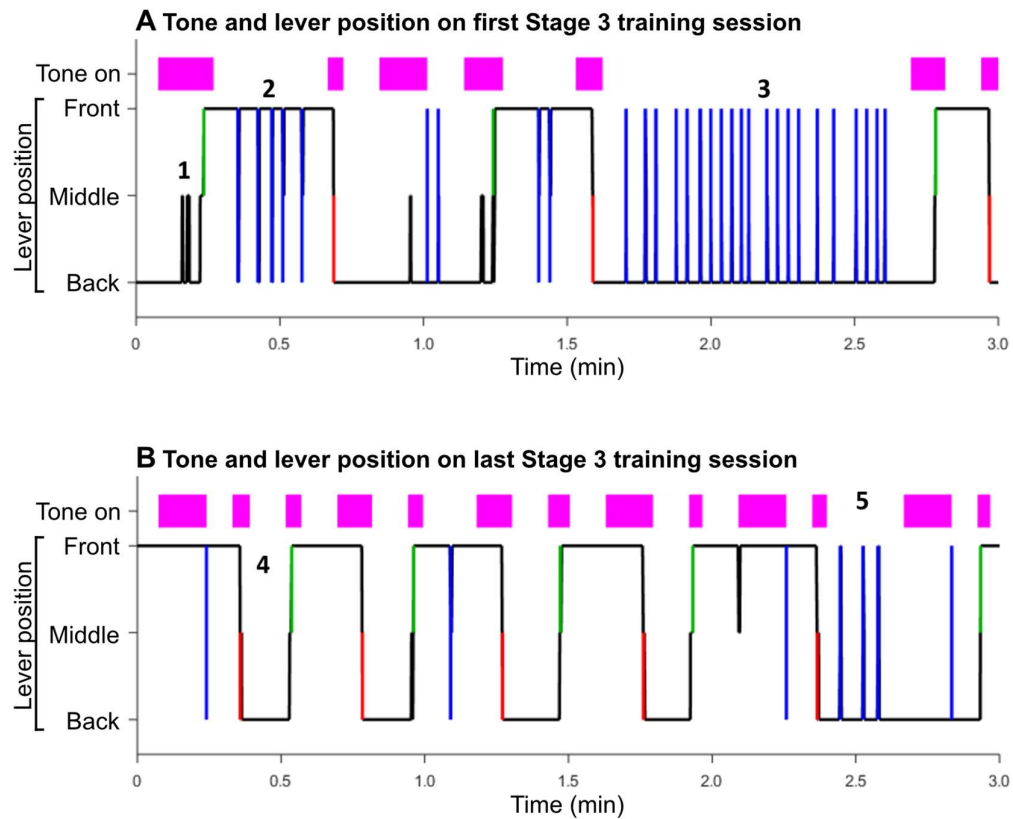 A Tone and lever position on first Stage 3 training session
Tone on
Front
Middle
Back
Lever position
1
2
3
0 0.5 1.0 1.5 2.0 2.5 3.0
Time (min)
B Tone and lever position on last Stage 3 training session
Tone on
Front
Middle
Back
Lever position
4
5
0 0.5 1.0 1.5 2.0 2.5 3.0
Time (min)